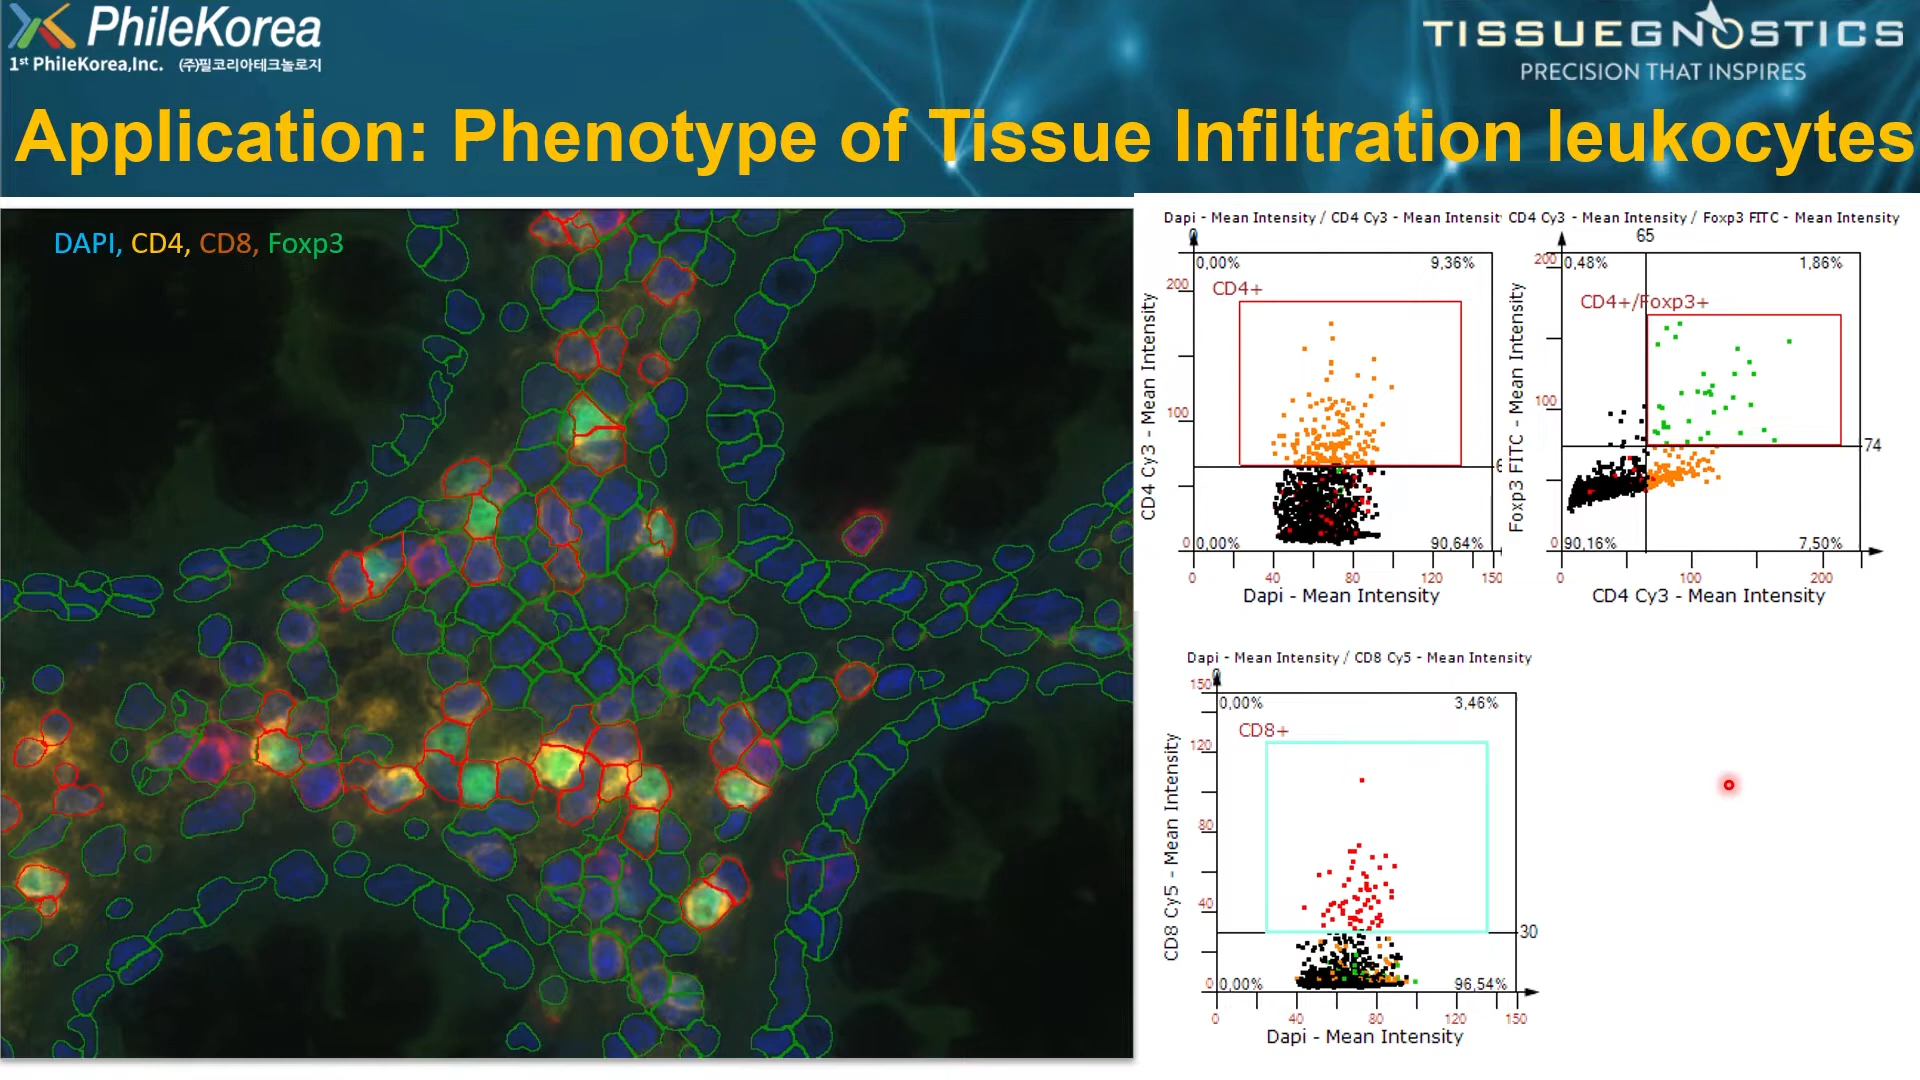 PhileKorea
1st PhileKorea,Inc. (주)필코리아테크놀로지
TISSUEGNOSTICS
PRECISION THAT INSPIRES
Application: Phenotype of Tissue Infiltration leukocytes
DAPI, CD4, CD8, Foxp3
Dapi - Mean Intensity / CD4 Cy3 - Mean Intensit
0
0,00% 9,36%
CD4+
200
100
0
0,00% 90,64%
0 40 80 120 150
CD4 Cy3 - Mean Intensity
Dapi - Mean Intensity
CD4 Cy3 - Mean Intensity / Foxp3 FITC - Mean Intensity
65
200
0,48% 1,86%
CD4+/Foxp3+
100
74
0
90,16% 7,50%
0 100 200
Foxp3 FITC - Mean Intensity
CD4 Cy3 - Mean Intensity
Dapi - Mean Intensity / CD8 Cy5 - Mean Intensity
0
150
0,00% 3,46%
CD8+
120
80
40
30
0
0,00% 96,54%
0 40 80 120 150
CD8 Cy5 - Mean Intensity
Dapi - Mean Intensity